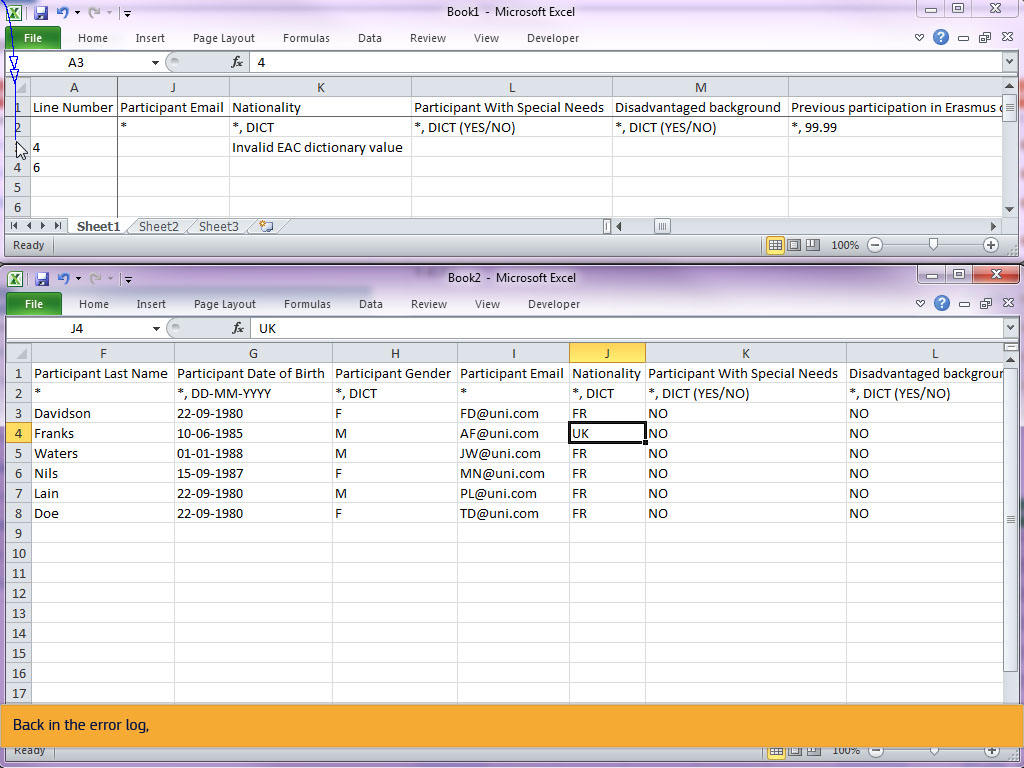 Book1 - Microsoft Excel
File Home Insert Page Layout Formulas Data Review View Developer
A3 fx 4
A J K L M
1 Line Number Participant Email Nationality Participant With Special Needs Disadvantaged background Previous participation in Erasmus
2 * *, DICT *, DICT (YES/NO) *, DICT (YES/NO) *, 99.99
3 4 Invalid EAC dictionary value
4 6
5
6
Sheet1 Sheet2 Sheet3
Ready 100%
Book2 - Microsoft Excel
File Home Insert Page Layout Formulas Data Review View Developer
J4 fx UK
F G H I J K L
1 Participant Last Name Participant Date of Birth Participant Gender Participant Email Nationality Participant With Special Needs Disadvantaged backgrour
2 * *, DD-MM-YYYY *, DICT * *, DICT *, DICT (YES/NO) *, DICT (YES/NO)
3 Davidson 22-09-1980 F FD@uni.com FR NO NO
4 Franks 10-06-1985 M AF@uni.com UK NO NO
5 Waters 01-01-1988 M JW@uni.com FR NO NO
6 Nils 15-09-1987 F MN@uni.com FR NO NO
7 Lain 22-09-1980 M PL@uni.com FR NO NO
8 Doe 22-09-1980 F TD@uni.com FR NO NO
9
10
11
12
13
14
15
16
17
Back in the error log,
Ready 100%